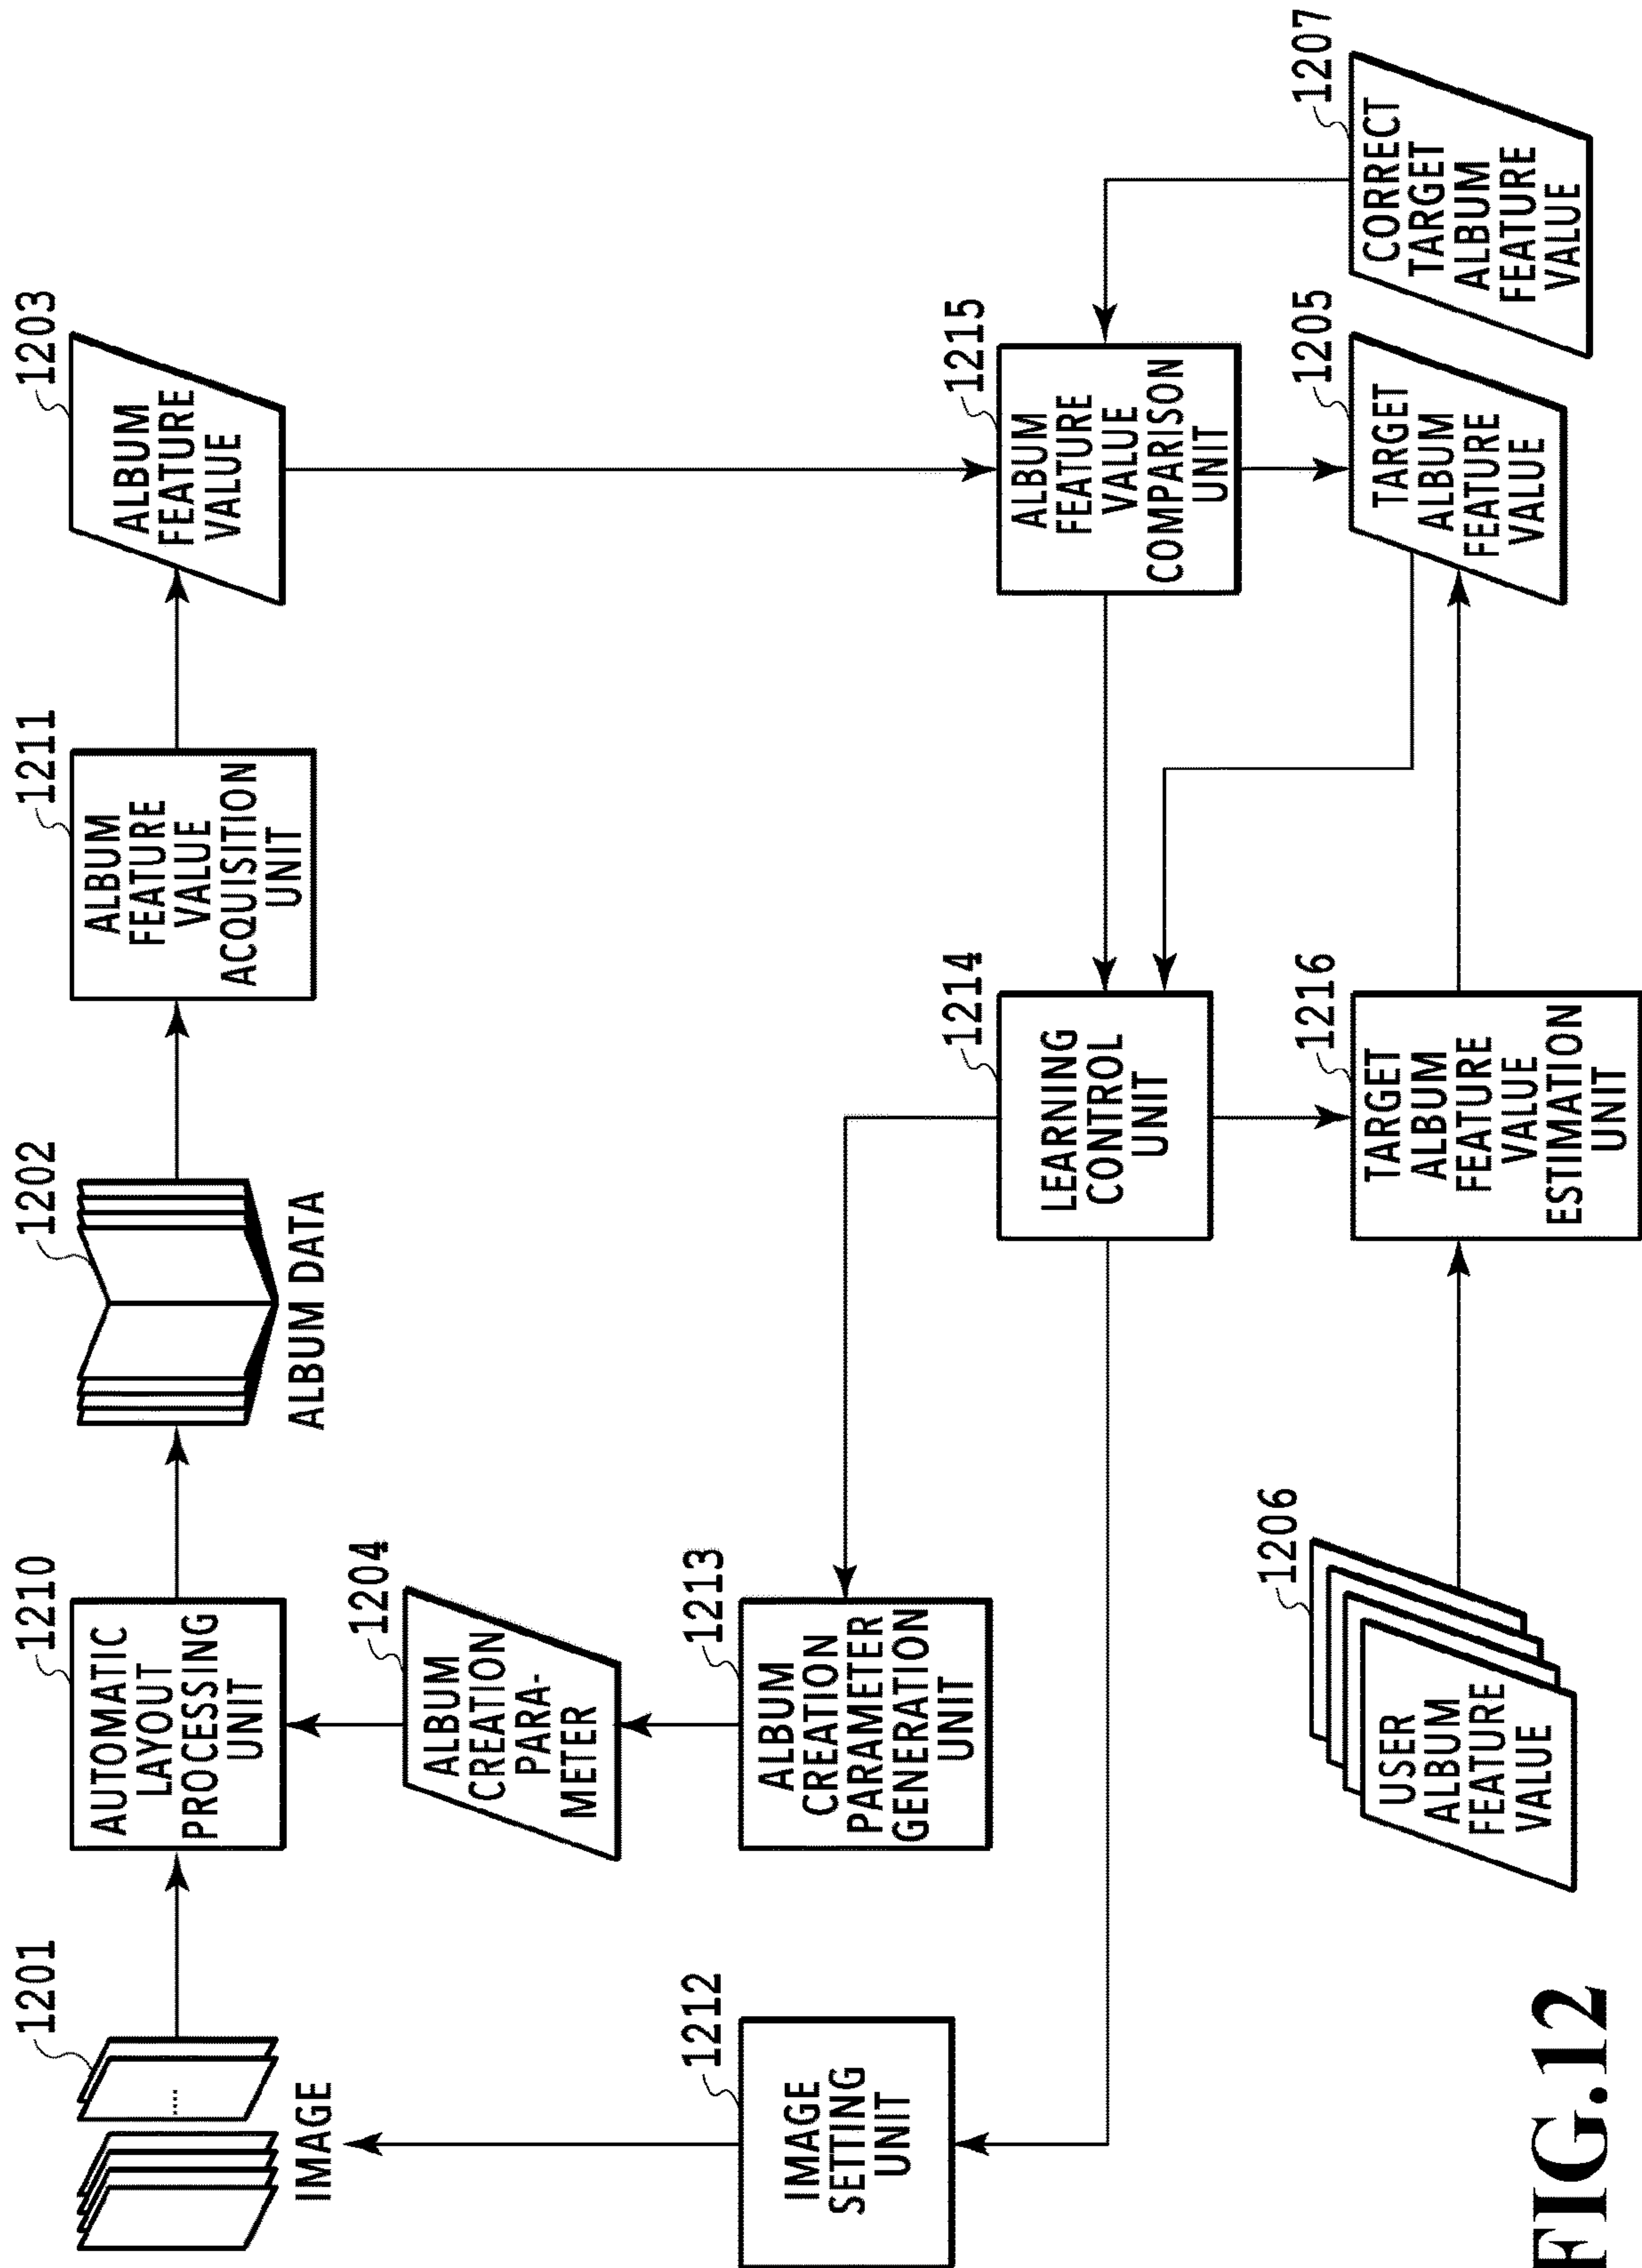 1201
IMAGE
1210
AUTOMATIC
LAYOUT
PROCESSING
UNIT
1202
ALBUM DATA
1211
ALBUM
FEATURE
VALUE
ACQUISITION
UNIT
1203
ALBUM
FEATURE
VALUE
1204
ALBUM
CREATION
PARA-
METER
1212
IMAGE
SETTING
UNIT
1213
ALBUM
CREATION
PARAMETER
GENERATION
UNIT
1214
LEARNING
CONTROL
UNIT
1215
ALBUM
FEATURE
VALUE
COMPARISON
UNIT
1206
USER
ALBUM
FEATURE
VALUE
1216
TARGET
ALBUM
FEATURE
VALUE
ESTIMATION
UNIT
1205
TARGET
ALBUM
FEATURE
VALUE
1207
CORRECT
TARGET
ALBUM
FEATURE
VALUE
FIG.12